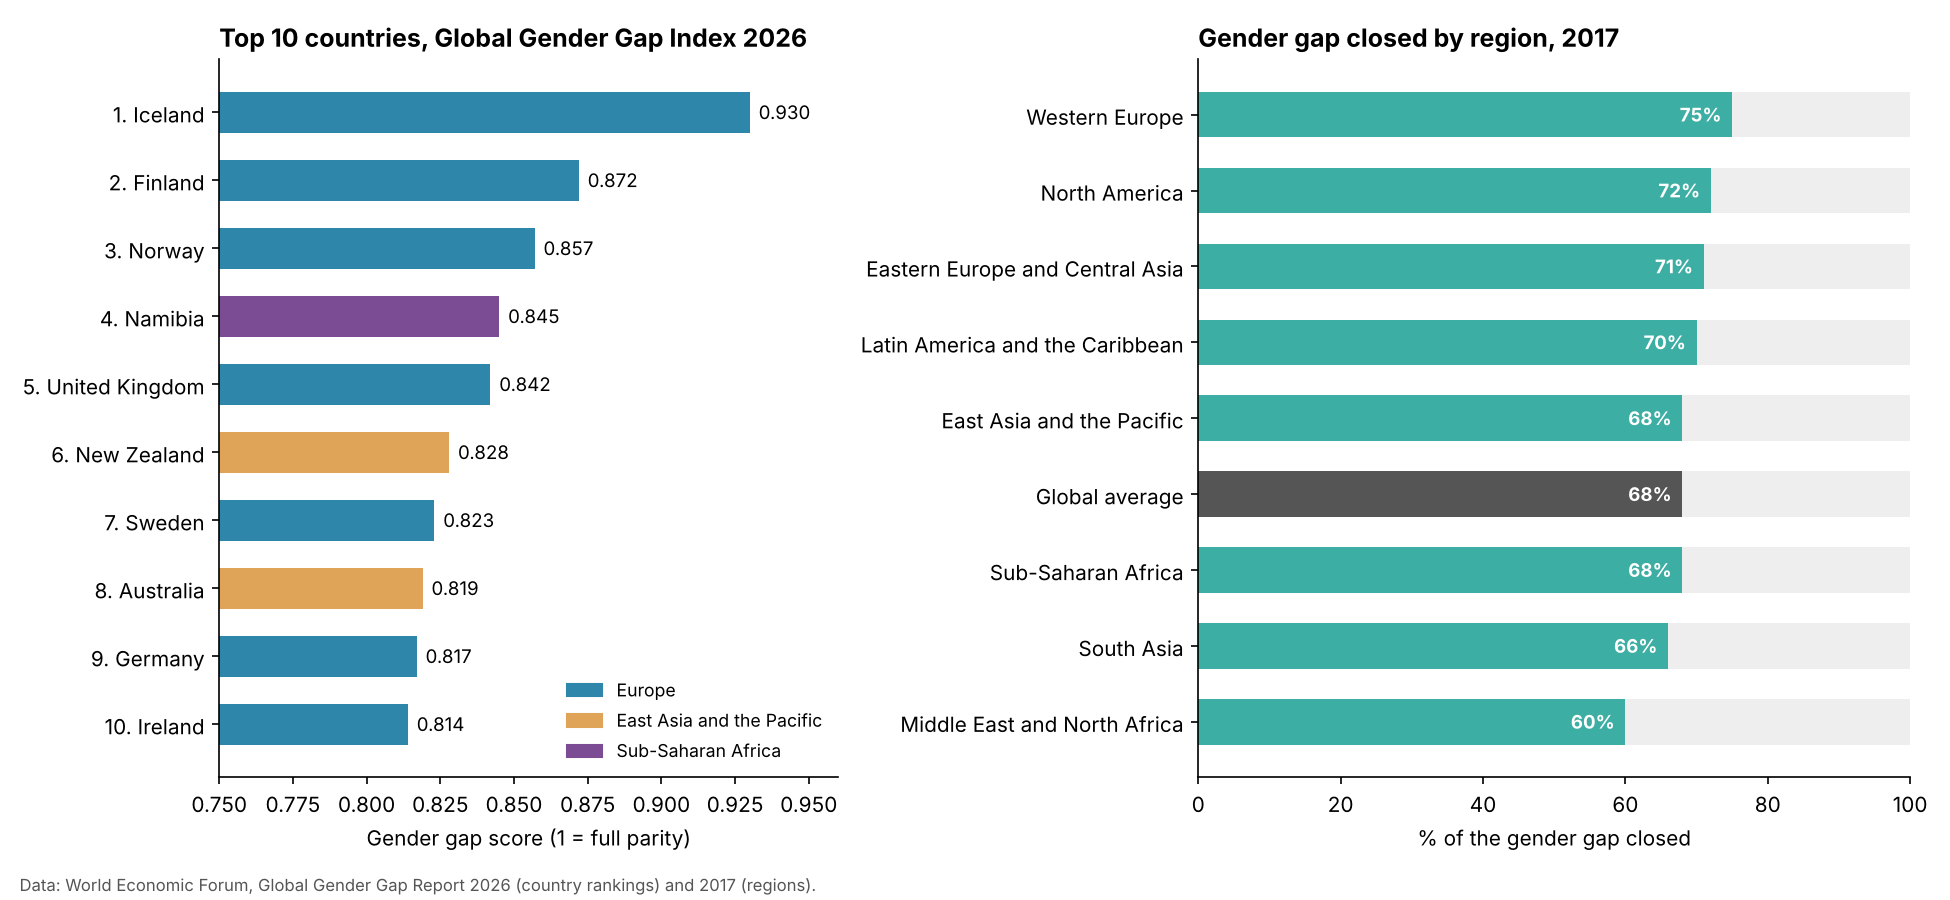 Top 10 countries, Global Gender Gap Index 2026
1. Iceland
0.930
2. Finland
0.872
3. Norway
0.857
4. Namibia
0.845
5. United Kingdom
0.842
6. New Zealand
0.828
7. Sweden
0.823
8. Australia
0.819
9. Germany
0.817
10. Ireland
0.814
Europe
East Asia and the Pacific
Sub-Saharan Africa
0.750 0.775 0.800 0.825 0.850 0.875 0.900 0.925 0.950
Gender gap score (1 = full parity)
Gender gap closed by region, 2017
Western Europe
75%
North America
72%
Eastern Europe and Central Asia
71%
Latin America and the Caribbean
70%
East Asia and the Pacific
68%
Global average
68%
Sub-Saharan Africa
68%
South Asia
66%
Middle East and North Africa
60%
0 20 40 60 80 100
% of the gender gap closed
Data: World Economic Forum, Global Gender Gap Report 2026 (country rankings) and 2017 (regions).